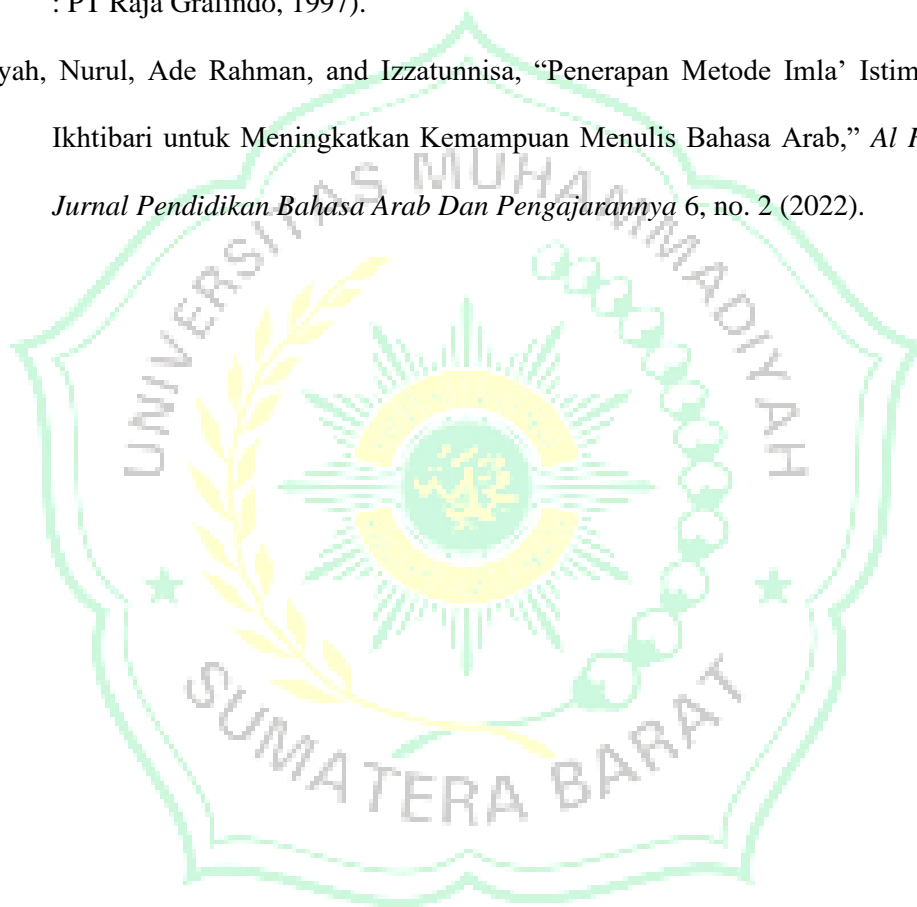 : PT Raja Grafindo, 1997).
yah, Nurul, Ade Rahman, and Izzatunnisa, “Penerapan Metode Imla’ Istim
Ikhtibari untuk Meningkatkan Kemampuan Menulis Bahasa Arab,” Al
Jurnal Pendidikan Bahasa Arab Dan Pengajarannya 6, no. 2 (2022).
UNIVERSITAS MUHAMMADIYAH
SUMATERA BARAT